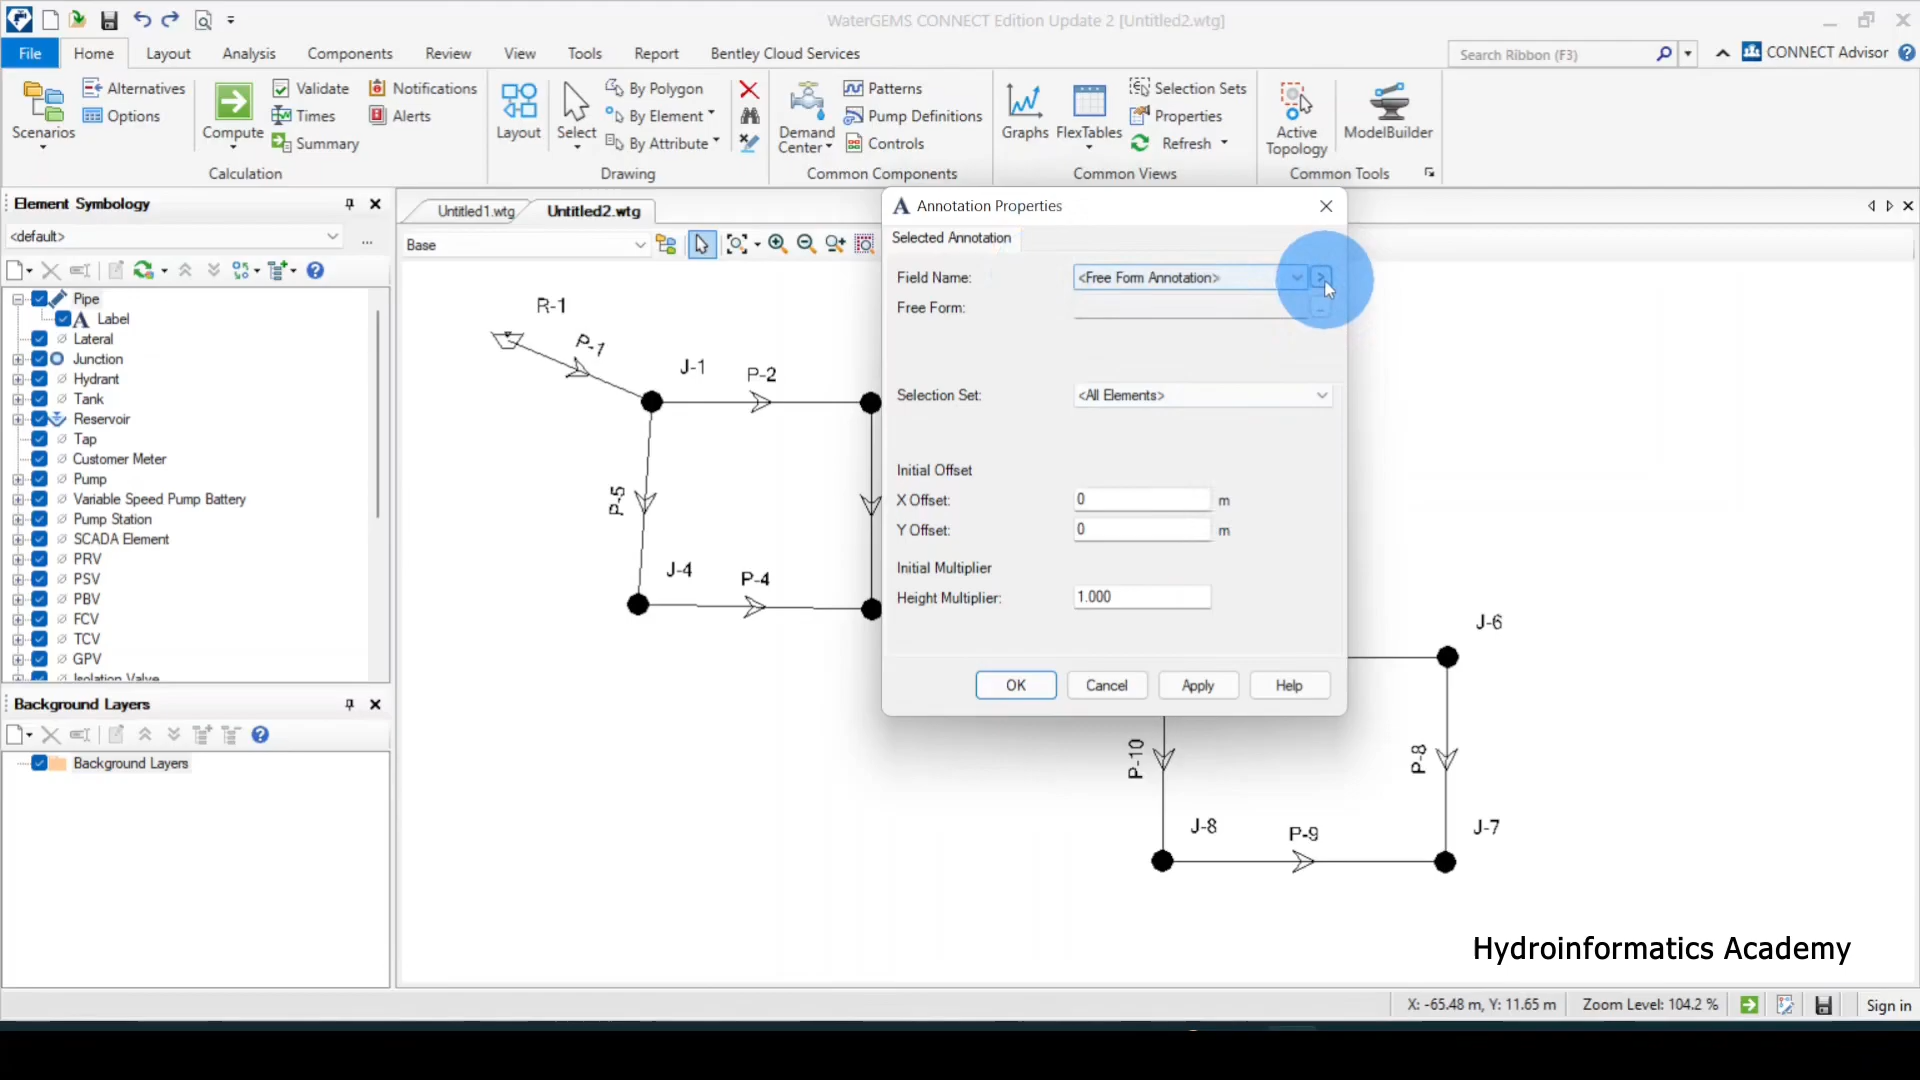 WaterGEMS CONNECT Edition Update 2 [Untitled2.wtg]
File Home Layout Analysis Components Review View Tools Report Bentley Cloud Services
Search Ribbon (F3) CONNECT Advisor
Scenarios Alternatives Options
Compute Validate Times Summary Notifications Alerts
Calculation
Layout Select By Polygon By Element By Attribute
Drawing
Demand Center Patterns Pump Definitions Controls
Common Components
Graphs FlexTables Selection Sets Properties Refresh
Common Views
Active Topology ModelBuilder
Common Tools
Element Symbology
<default>
Pipe
Label
Lateral
Junction
Hydrant
Tank
Reservoir
Tap
Customer Meter
Pump
Variable Speed Pump Battery
Pump Station
SCADA Element
PRV
PSV
PBV
FCV
TCV
GPV
Isolation Valve
Background Layers
Background Layers
Untitled1.wtg Untitled2.wtg
Base
R-1
P-1
J-1
P-2
P-5
J-4
P-4
Annotation Properties
Selected Annotation
Field Name: <Free Form Annotation>
Free Form:
Selection Set: <All Elements>
Initial Offset
X Offset: 0 m
Y Offset: 0 m
Initial Multiplier
Height Multiplier: 1.000
OK Cancel Apply Help
J-6
P-10
P-8
J-8
P-9
J-7
Hydroinformatics Academy
X: -65.48 m, Y: 11.65 m Zoom Level: 104.2 % Sign in